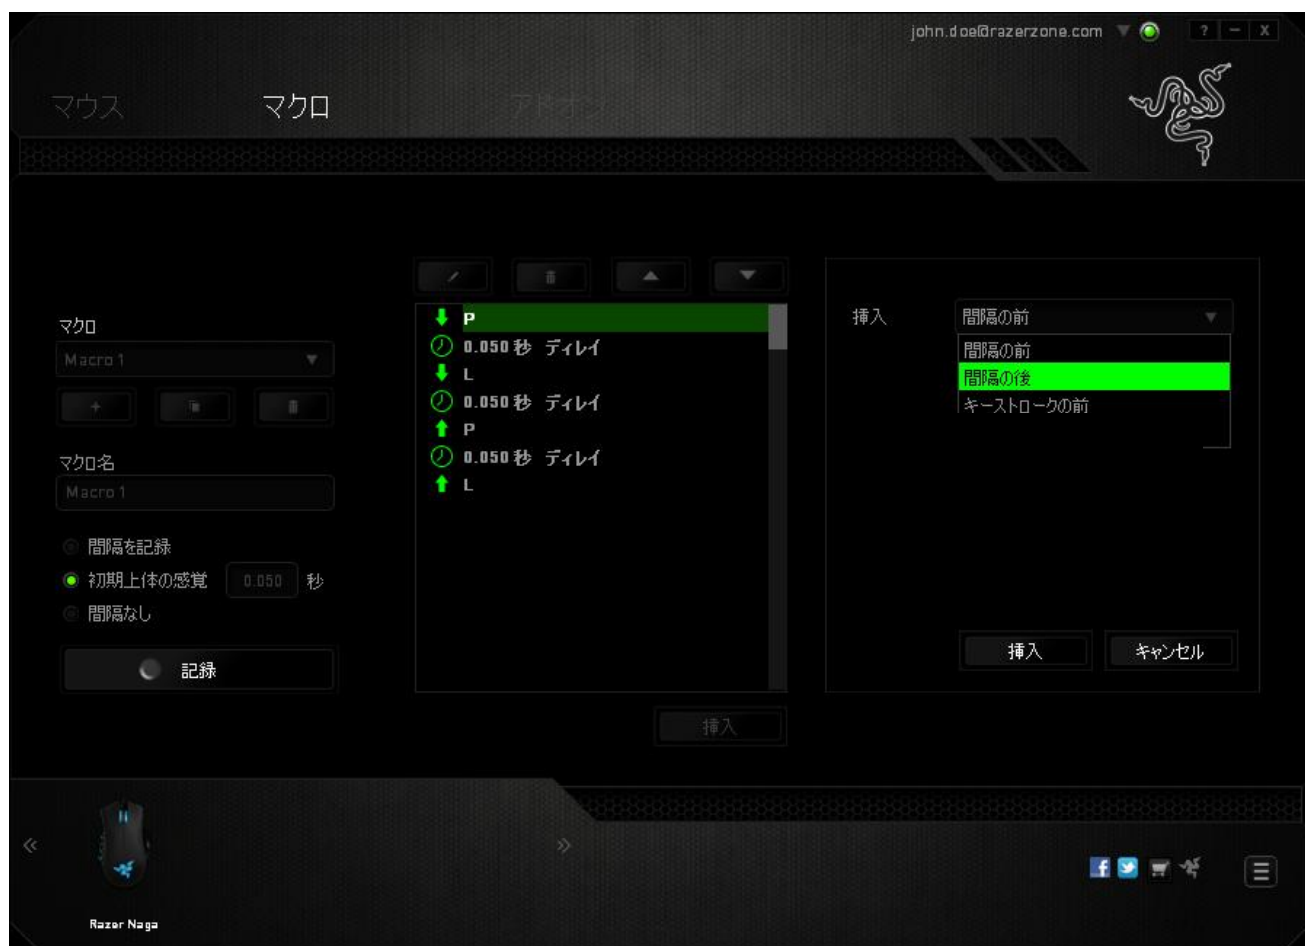 john.doe@razerzone.com
? – X
マウス
マクロ
アドオン
マクロ
Macro 1
マクロ名
Macro 1
間隔を記録
初期上体の感覚 0.050 秒
間隔なし
記録
P
0.050 秒 ディレイ
L
0.050 秒 ディレイ
P
0.050 秒 ディレイ
L
挿入
挿入 間隔の前
間隔の前
間隔の後
キーストロークの前
挿入 キャンセル
Razer Naga